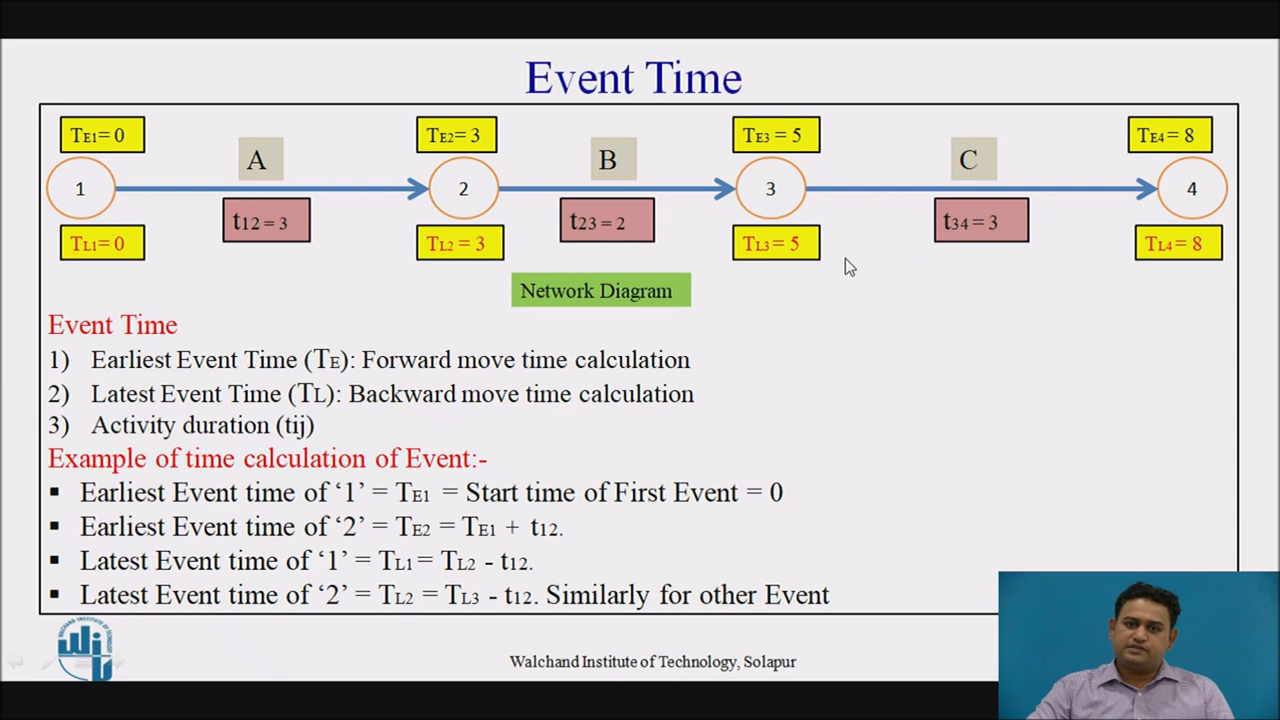 Event Time
TE1= 0
TE2= 3
TE3 = 5
TE4= 8
A
B
C
1
2
3
4
t12 = 3
t23 = 2
t34 = 3
TL1= 0
TL2 = 3
TL3 = 5
TL4= 8
Network Diagram
Event Time
1) Earliest Event Time (TE): Forward move time calculation
2) Latest Event Time (TL): Backward move time calculation
3) Activity duration (tij)
Example of time calculation of Event:-
▪ Earliest Event time of ‘1’ = TE1 = Start time of First Event = 0
▪ Earliest Event time of ‘2’ = TE2 = TE1 + t12.
▪ Latest Event time of ‘1’ = TL1 = TL2 - t12.
▪ Latest Event time of ‘2’ = TL2 = TL3 - t12. Similarly for other Event
WALCHAND INSTITUTE OF TECHNOLOGY
WIT
Walchand Institute of Technology, Solapur